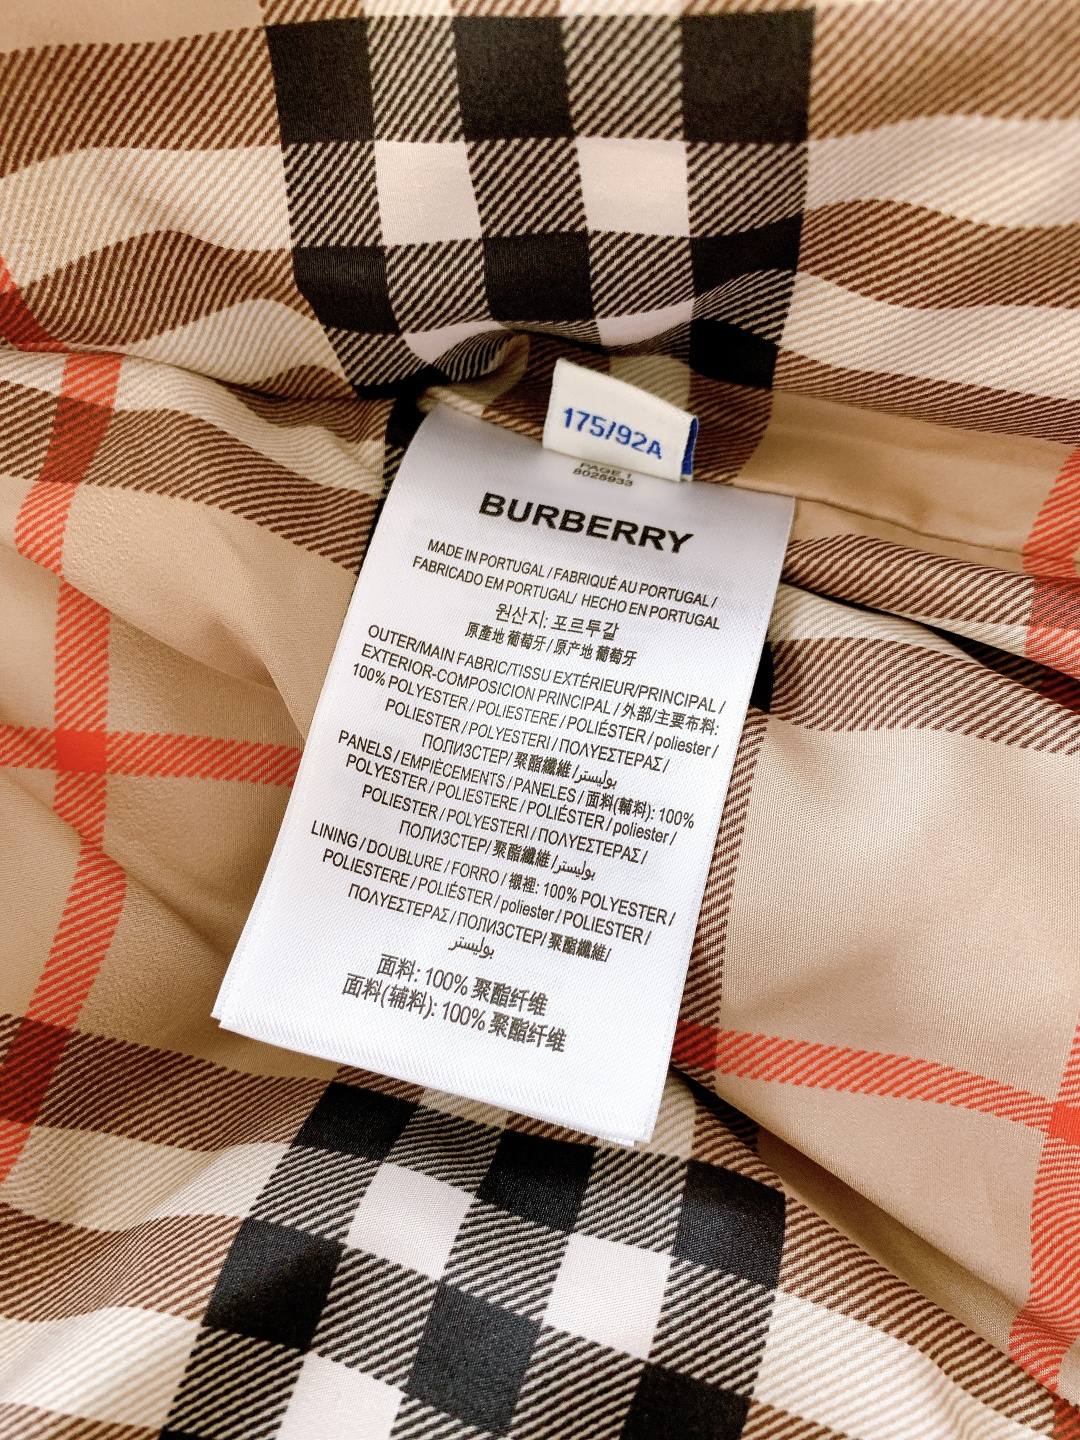 175/92A
PAGE 1
8025933
BURBERRY
MADE IN PORTUGAL / FABRIQUÉ AU PORTUGAL /
FABRICADO EM PORTUGAL/ HECHO EN PORTUGAL
원산지: 포르투갈
原產地 葡萄牙 / 原产地 葡萄牙
OUTER/MAIN FABRIC/TISSU EXTÉRIEUR/PRINCIPAL /
EXTERIOR-COMPOSICION PRINCIPAL / 外部/主要布料:
100% POLYESTER / POLIESTERE / POLIÉSTER / poliester /
POLIESTER / POLYESTERI / ΠΟΛΥΕΣΤΕΡΑΣ /
ПОЛИЭСТЕР/ 聚酯纖維 /بوليستر
PANELS / EMPIÈCEMENTS / PANELES / 面料(輔料): 100%
POLYESTER / POLIESTERE / POLIÉSTER / poliester /
POLIESTER / POLYESTERI / ΠΟΛΥΕΣΤΕΡΑΣ /
ПОЛИЭСТЕР/ 聚酯纖維 /بوليستر
LINING / DOUBLURE / FORRO / 襯裡: 100% POLYESTER /
POLIESTERE / POLIÉSTER / poliester / POLIESTER /
ΠΟΛΥΕΣΤΕΡΑΣ / ПОЛИЭСТЕР/ 聚酯纖維/
بوليستر
面料: 100% 聚酯纤维
面料(辅料): 100% 聚酯纤维